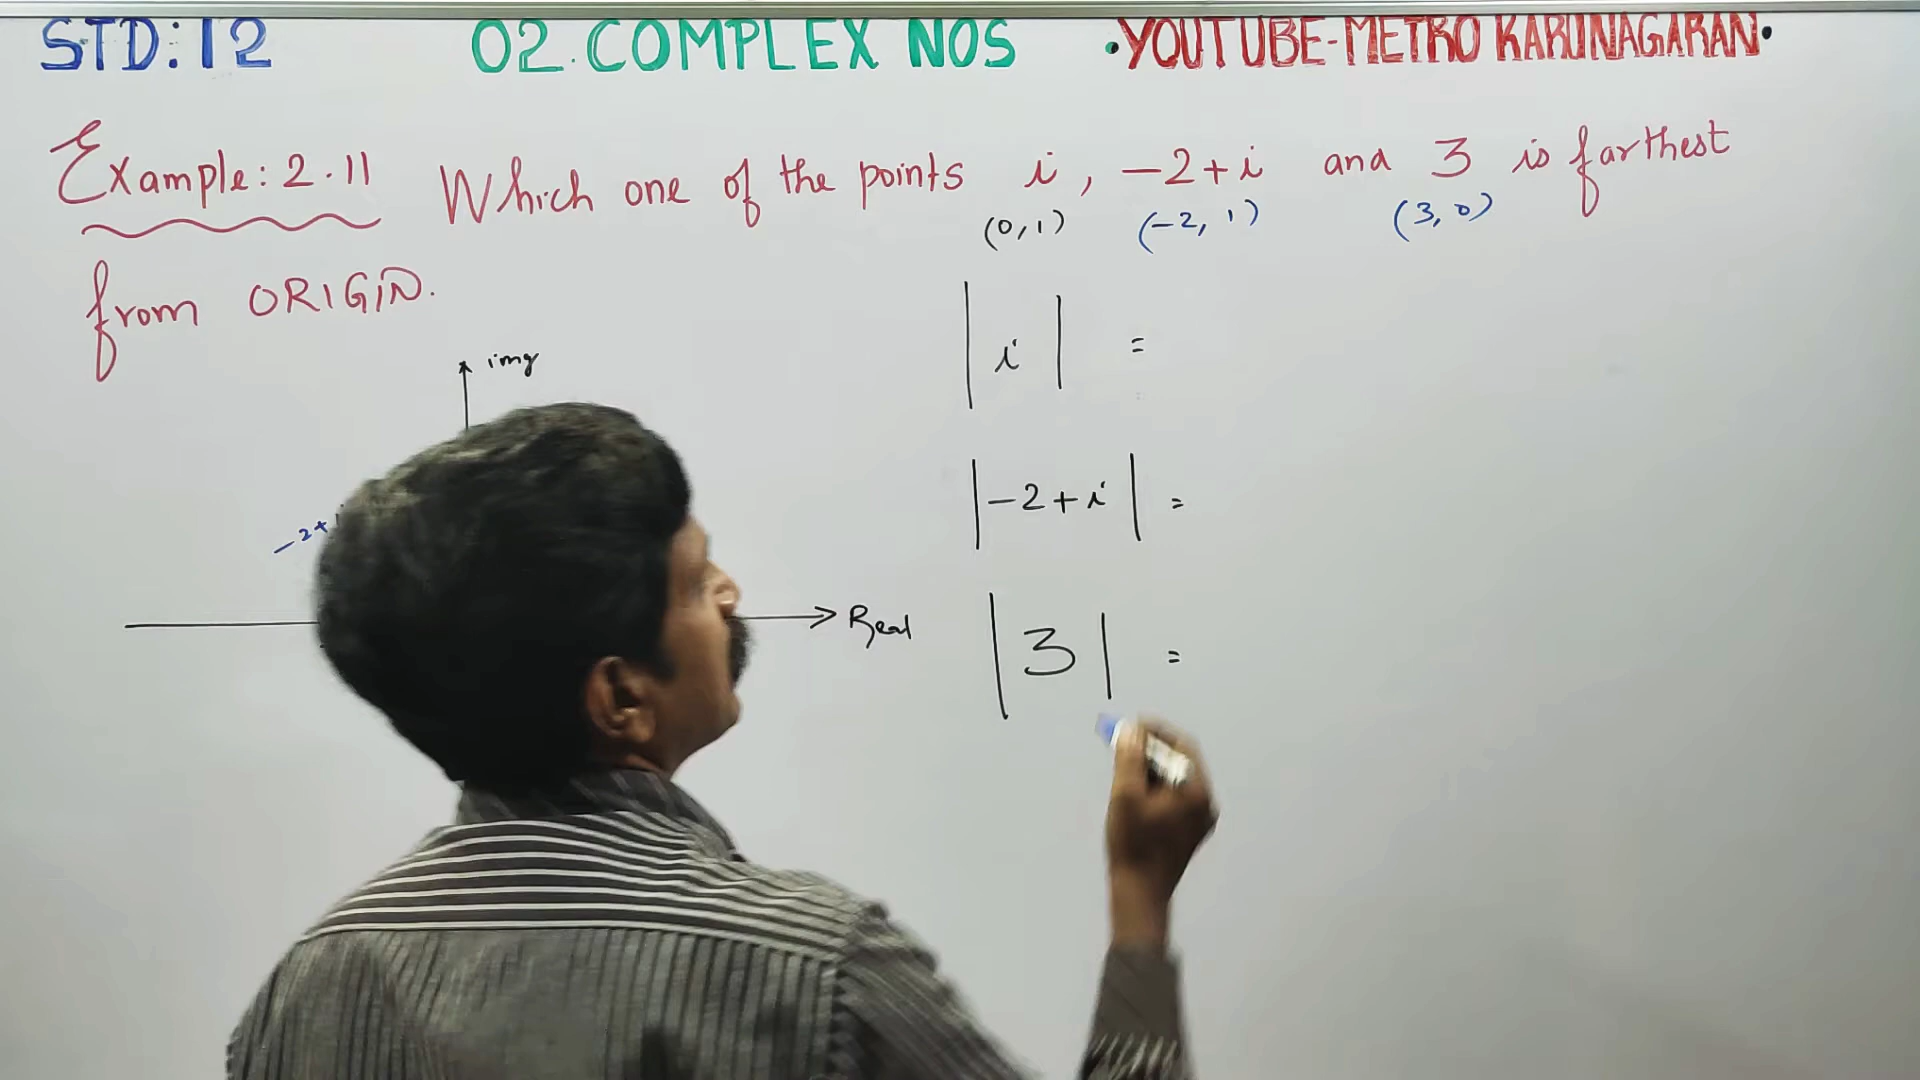 STD:12 02.COMPLEX NOS •YOUTUBE-METRO KARUNAGARAN•
Example: 2.11 Which one of the points i, -2+i and 3 is farthest
(0,1) (-2, 1) (3, 0)
from ORIGIN.
|i| =
img
|-2+i| =
-2+i
Real
|3| =